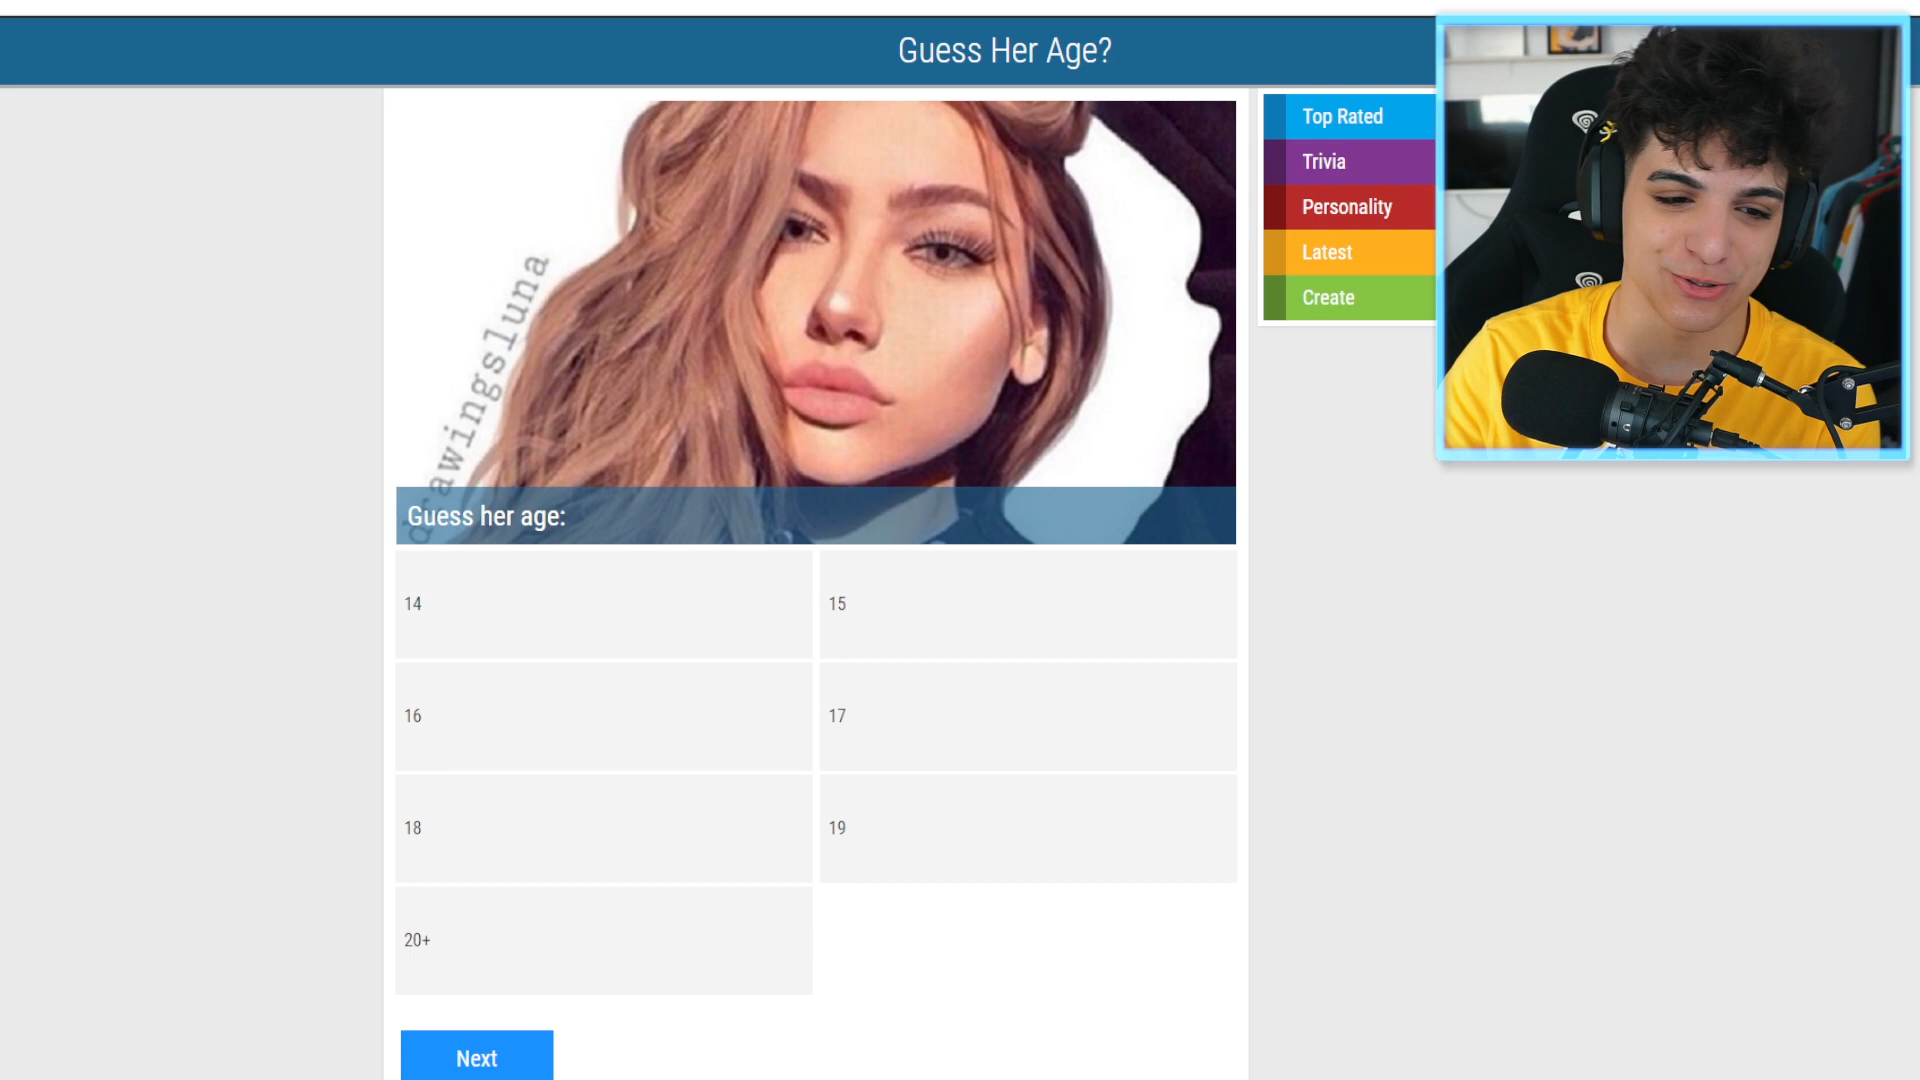 Guess Her Age?
Top Rated
Trivia
Personality
Latest
Create
drawingsluna
Guess her age:
14
15
16
17
18
19
20+
Next